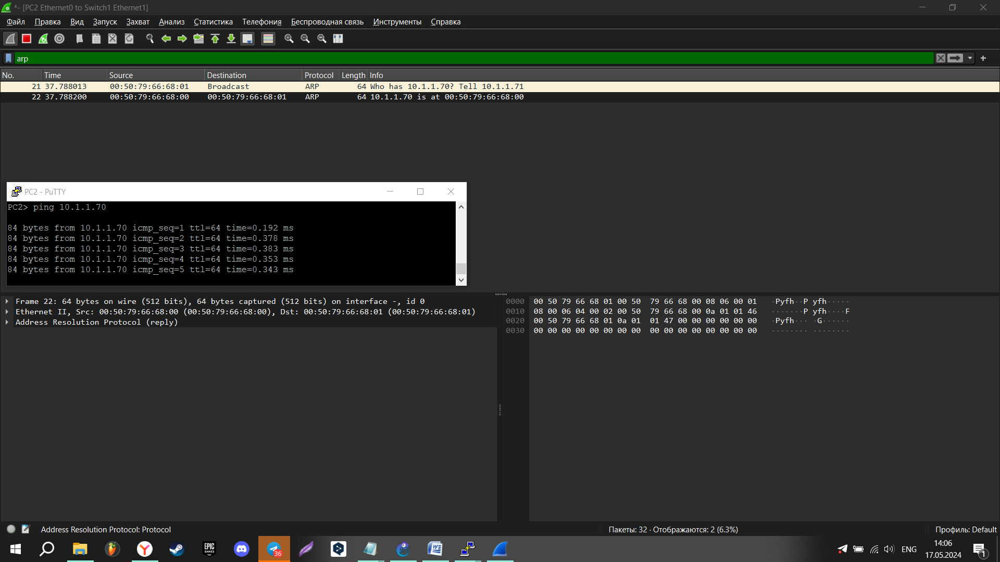 *- [PC2 Ethernet0 to Switch1 Ethernet1]
Файл Правка Вид Запуск Захват Анализ Статистика Телефония Беспроводная связь Инструменты Справка
arp
No. Time Source Destination Protocol Length Info
21 37.788013 00:50:79:66:68:01 Broadcast ARP 64 Who has 10.1.1.70? Tell 10.1.1.71
22 37.788200 00:50:79:66:68:00 00:50:79:66:68:01 ARP 64 10.1.1.70 is at 00:50:79:66:68:00
PC2 - PuTTY
PC2> ping 10.1.1.70
84 bytes from 10.1.1.70 icmp_seq=1 ttl=64 time=0.192 ms
84 bytes from 10.1.1.70 icmp_seq=2 ttl=64 time=0.378 ms
84 bytes from 10.1.1.70 icmp_seq=3 ttl=64 time=0.383 ms
84 bytes from 10.1.1.70 icmp_seq=4 ttl=64 time=0.353 ms
84 bytes from 10.1.1.70 icmp_seq=5 ttl=64 time=0.343 ms
Frame 22: 64 bytes on wire (512 bits), 64 bytes captured (512 bits) on interface -, id 0
Ethernet II, Src: 00:50:79:66:68:00 (00:50:79:66:68:00), Dst: 00:50:79:66:68:01 (00:50:79:66:68:01)
Address Resolution Protocol (reply)
0000 00 50 79 66 68 01 00 50 79 66 68 00 08 06 00 01 ·Pyfh··P yfh·····
0010 08 00 06 04 00 02 00 50 79 66 68 00 0a 01 01 46 ·······P yfh····F
0020 00 50 79 66 68 01 0a 01 01 47 00 00 00 00 00 00 ·Pyfh··· ·G······
0030 00 00 00 00 00 00 00 00 00 00 00 00 00 00 00 00 ········ ········
Address Resolution Protocol: Protocol
Пакеты: 32 · Отображаются: 2 (6.3%)
Профиль: Default
EPIC
GAMES
36
ENG
14:06
17.05.2024
1